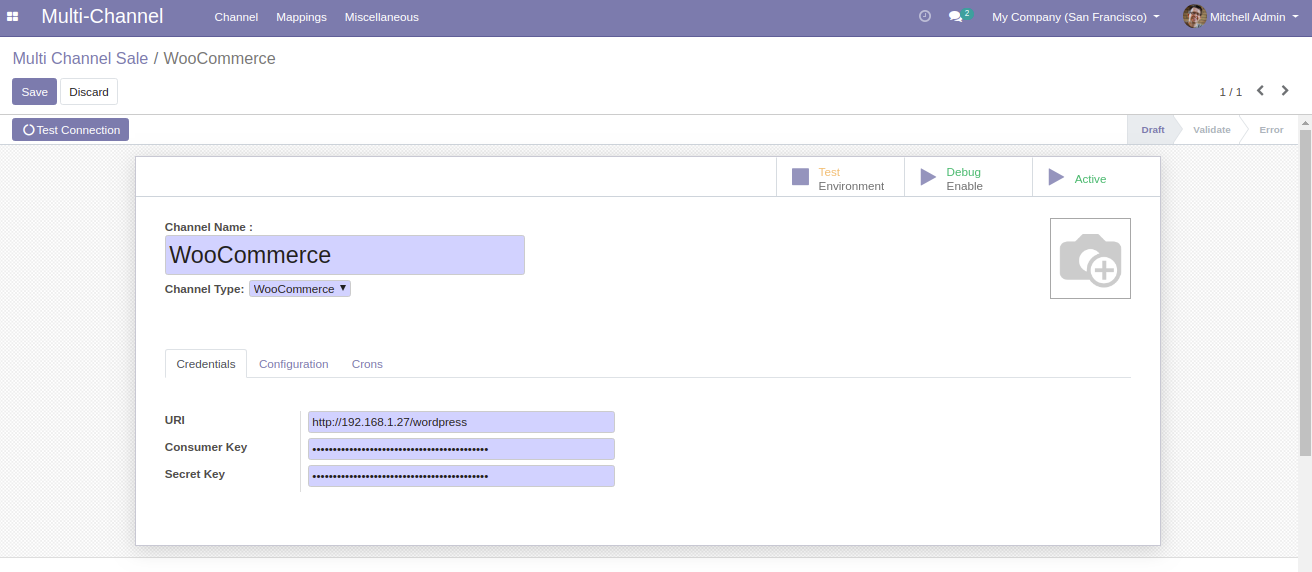 Multi-Channel Channel Mappings Miscellaneous 2 My Company (San Francisco) Mitchell Admin
Multi Channel Sale / WooCommerce
Save Discard 1 / 1
Test Connection Draft Validate Error
Test Environment Debug Enable Active
Channel Name :
WooCommerce
Channel Type: WooCommerce
Credentials Configuration Crons
URI http://192.168.1.27/wordpress
Consumer Key •••••••••••••••••••••••••••••••••••••••••••
Secret Key •••••••••••••••••••••••••••••••••••••••••••